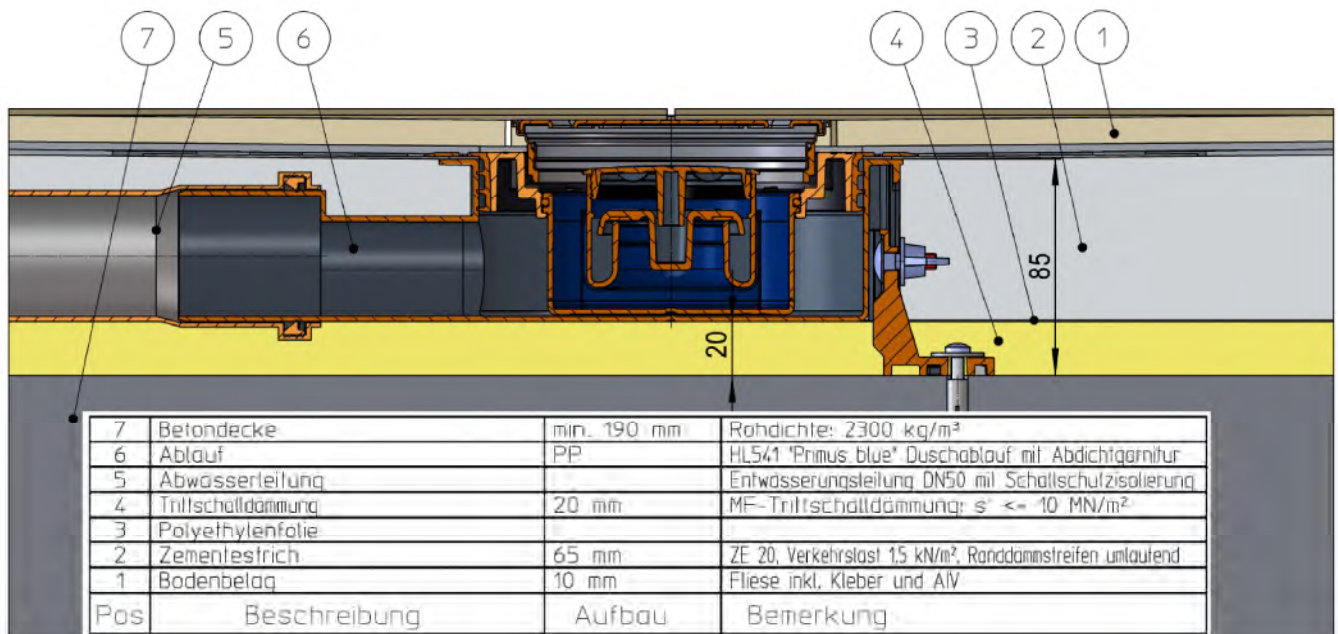 7 5 6 4 3 2 1
85
20
7 Betondecke min. 190 mm Rohdichte: 2300 kg/m³
6 Ablauf PP HL541 "Primus blue" Duschablauf mit Abdichtgarnitur
5 Abwasserleitung Entwässerungsleitung DN50 mit Schallschutzisolierung
4 Trittschalldämmung 20 mm MF-Trittschalldämmung: s' <= 10 MN/m²
3 Polyethylenfolie
2 Zementestrich 65 mm ZE 20, Verkehrslast 1,5 kN/m², Randdämmstreifen umlaufend
1 Bodenbelag 10 mm Fliese inkl. Kleber und AIV
Pos Beschreibung Aufbau Bemerkung